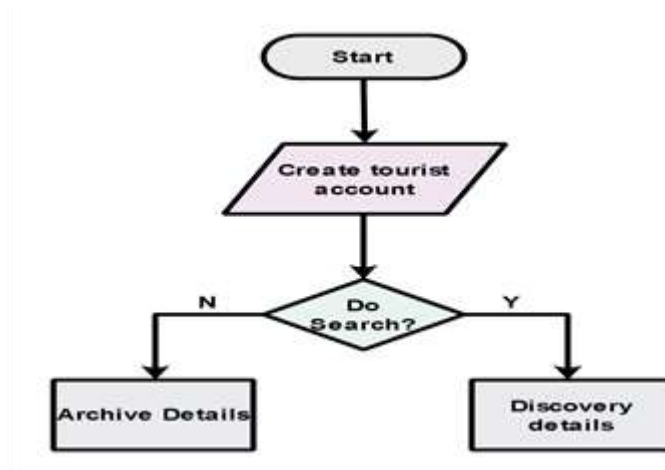 Start
Create tourist
account
Do
Search?
N
Y
Archive Details
Discovery
details